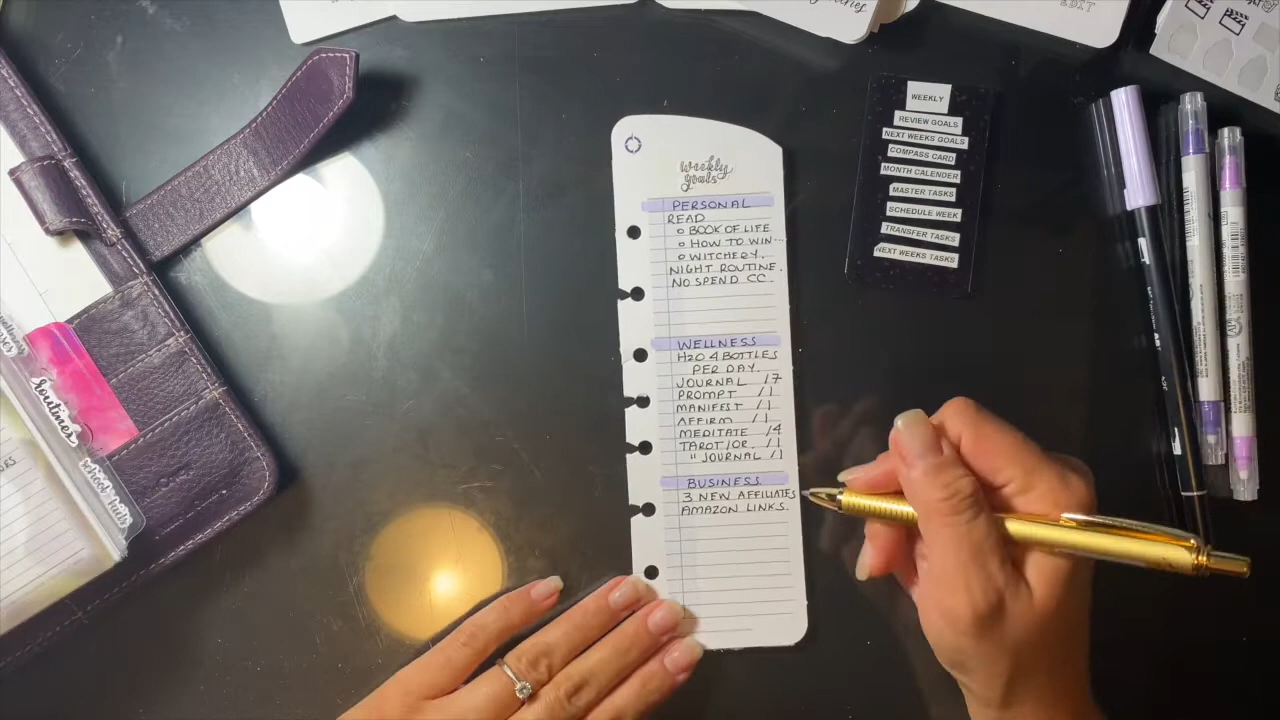 EDIT
Weekly
goals
PERSONAL
READ
o BOOK OF LIFE
o HOW TO WIN...
o WITCHERY.
NIGHT ROUTINE.
NO SPEND CC.
WELLNESS
H2O 4 BOTTLES
PER DAY.
JOURNAL /7
PROMPT /1
MANIFEST /1
AFFIRM /1
MEDITATE /4
TAROT/OR. /1
" JOURNAL /1
BUSINESS
3 NEW AFFILIATES
AMAZON LINKS.
WEEKLY
REVIEW GOALS
NEXT WEEKS GOALS
COMPASS CARD
MONTH CALENDER
MASTER TASKS
SCHEDULE WEEK
TRANSFER TASKS
NEXT WEEKS TASKS
routines